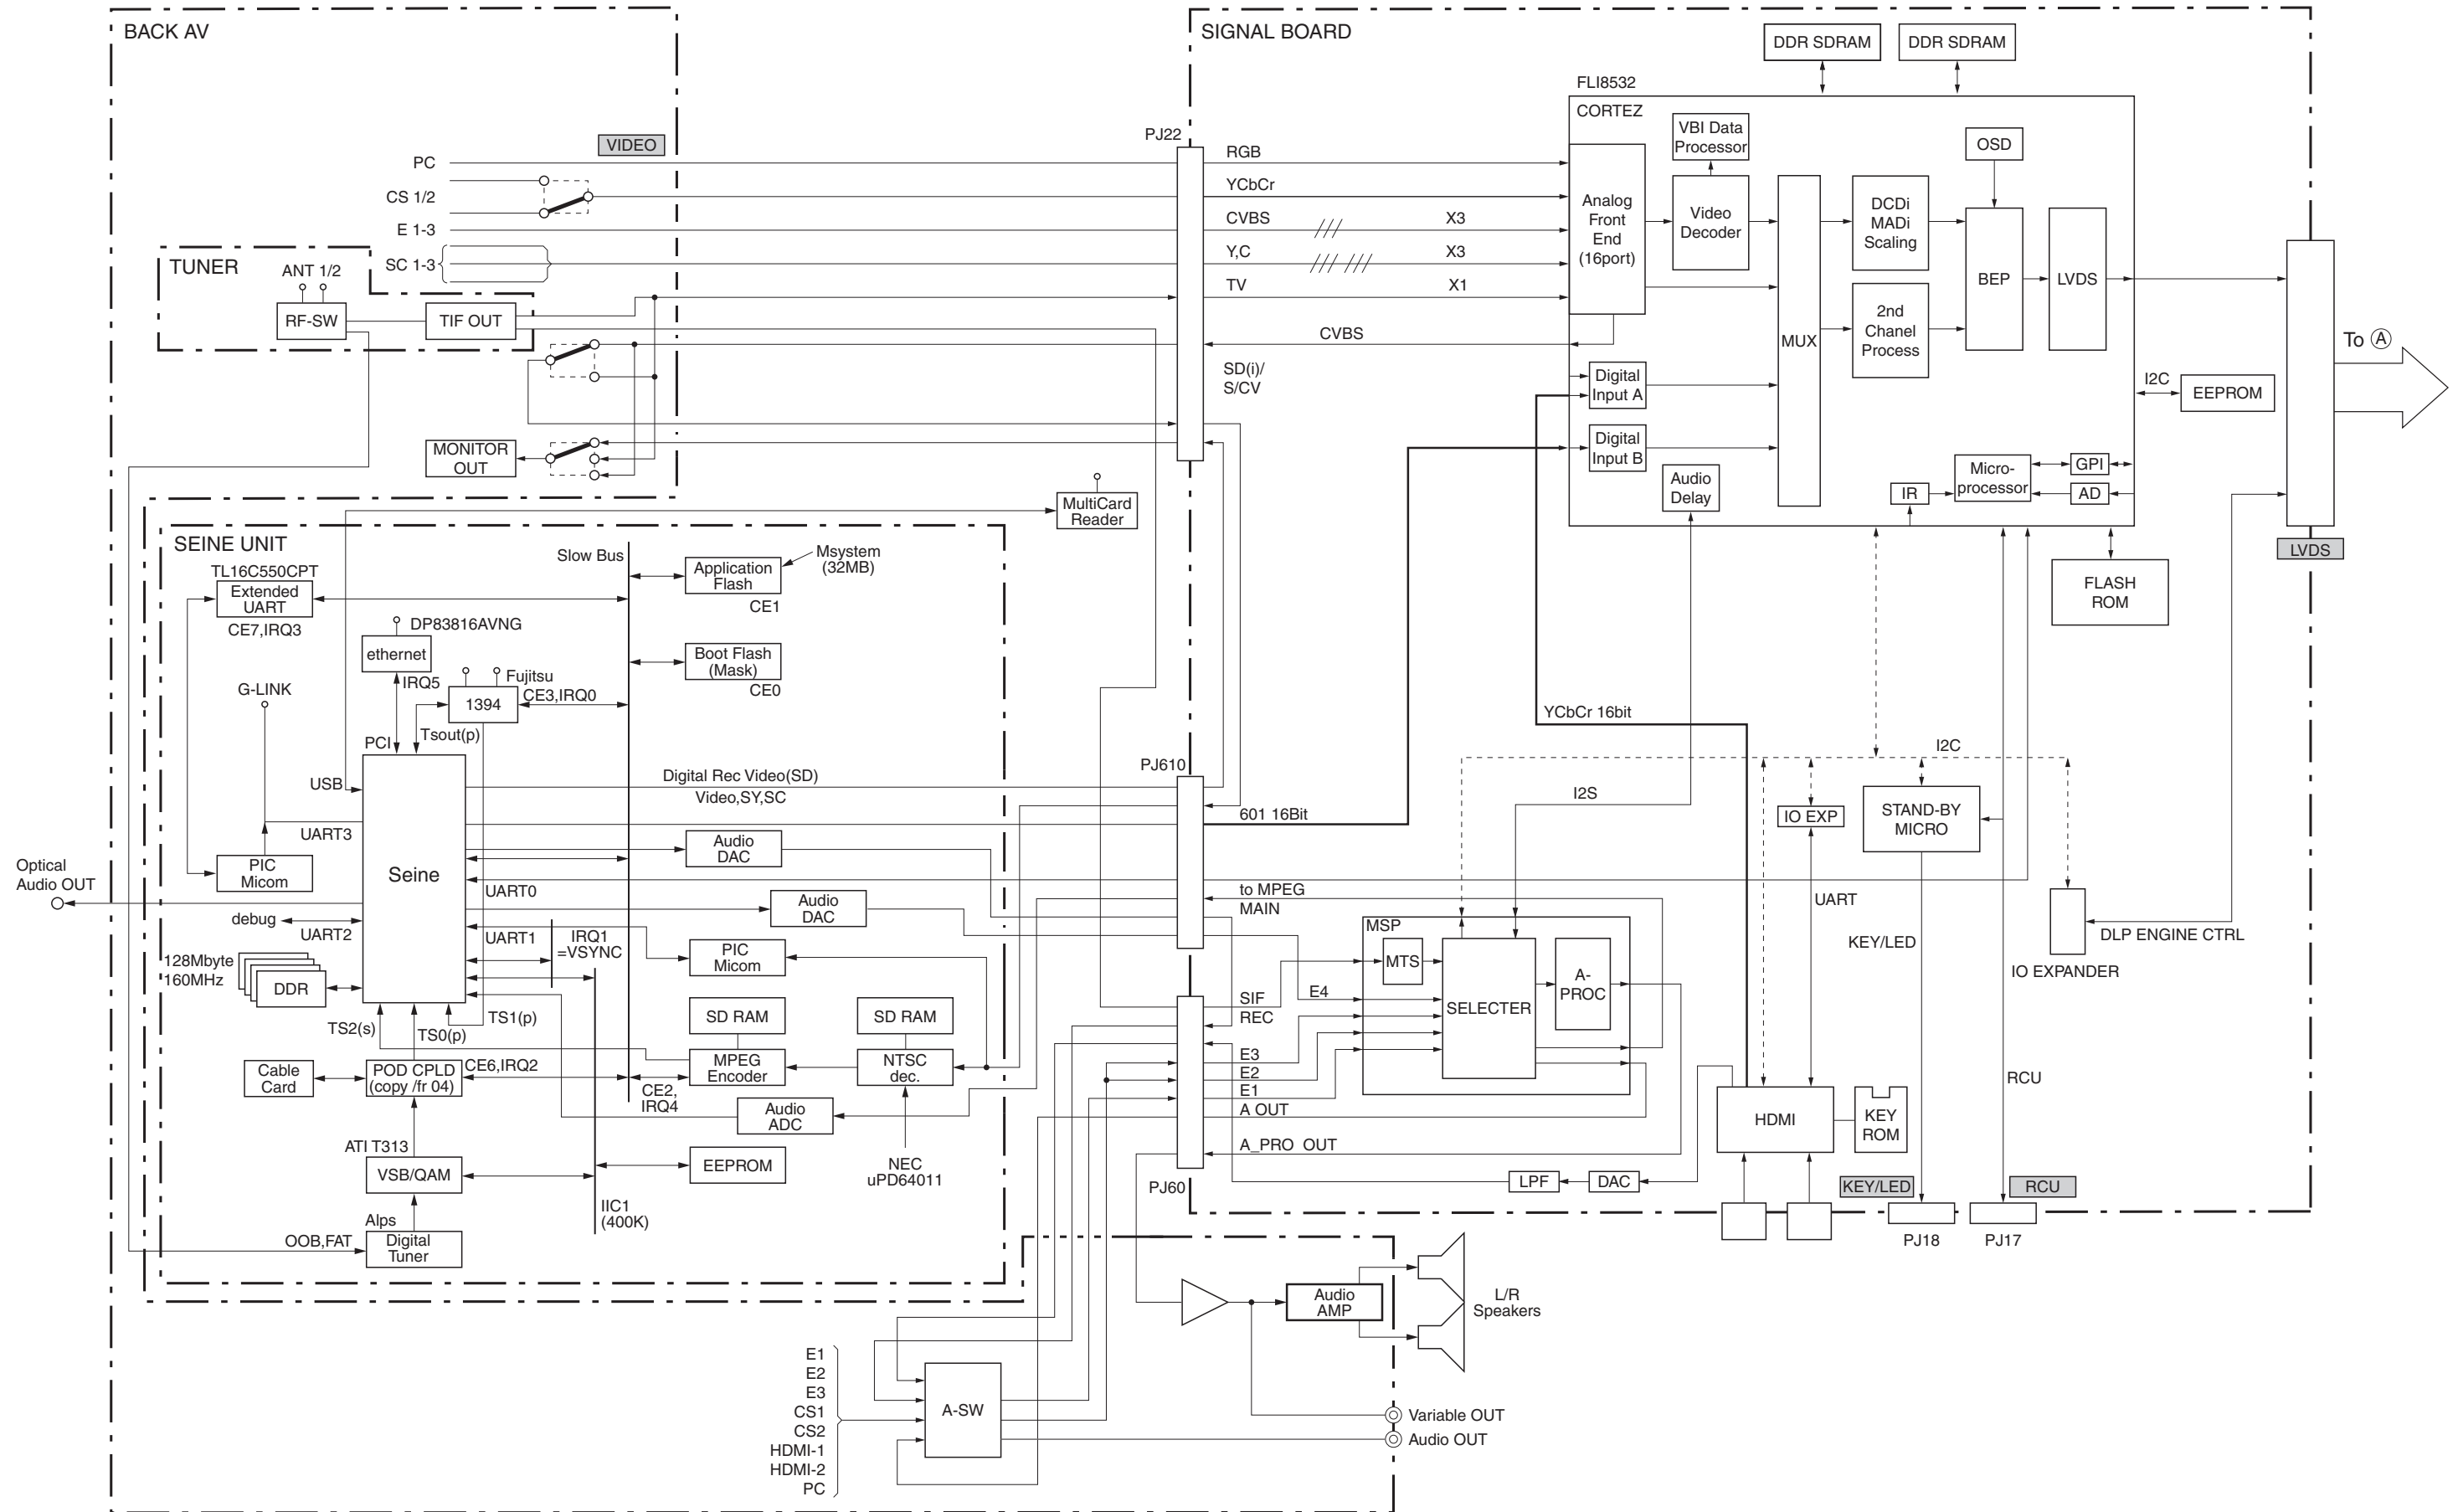 BACK AV
SIGNAL BOARD
DDR SDRAM
DDR SDRAM
FLI8532
CORTEZ
VBI Data
Processor
OSD
PJ22
VIDEO
PC
RGB
CS 1/2
YCbCr
E 1-3
CVBS
X3
SC 1-3
Y,C
X3
TV
X1
CVBS
SD(i)/
S/CV
Analog
Front
End
(16port)
Video
Decoder
MUX
DCDi
MADi
Scaling
2nd
Chanel
Process
BEP
LVDS
To A
TUNER
ANT 1/2
RF-SW
TIF OUT
MONITOR
OUT
Digital
Input A
Digital
Input B
Audio
Delay
I2C
EEPROM
Micro-
processor
GPI
IR
AD
LVDS
FLASH
ROM
MultiCard
Reader
SEINE UNIT
TL16C550CPT
Extended
UART
CE7,IRQ3
Slow Bus
Application
Flash
CE1
Msystem
(32MB)
DP83816AVNG
ethernet
IRQ5
Boot Flash
(Mask)
CE0
G-LINK
Fujitsu
1394
CE3,IRQ0
Tsout(p)
PCI
USB
UART3
PIC
Micom
Seine
Digital Rec Video(SD)
Video,SY,SC
PJ610
601 16Bit
YCbCr 16bit
I2C
I2S
IO EXP
STAND-BY
MICRO
Audio
DAC
UART0
Optical
Audio OUT
debug
UART2
Audio
DAC
to MPEG
MAIN
UART
KEY/LED
DLP ENGINE CTRL
IO EXPANDER
UART1
IRQ1
=VSYNC
PIC
Micom
128Mbyte
160MHz
DDR
MSP
MTS
SELECTER
A-
PROC
TS2(s)
TS0(p)
TS1(p)
SD RAM
SD RAM
SIF
REC
E4
Cable
Card
POD CPLD
(copy /fr 04)
CE6,IRQ2
MPEG
Encoder
NTSC
dec.
CE2,
IRQ4
Audio
ADC
E3
E2
E1
A OUT
A_PRO OUT
RCU
HDMI
KEY
ROM
ATI T313
VSB/QAM
EEPROM
NEC
uPD64011
PJ60
LPF
DAC
KEY/LED
RCU
IIC1
(400K)
Alps
Digital
Tuner
OOB,FAT
PJ18
PJ17
Audio
AMP
L/R
Speakers
E1
E2
E3
CS1
CS2
HDMI-1
HDMI-2
PC
A-SW
Variable OUT
Audio OUT